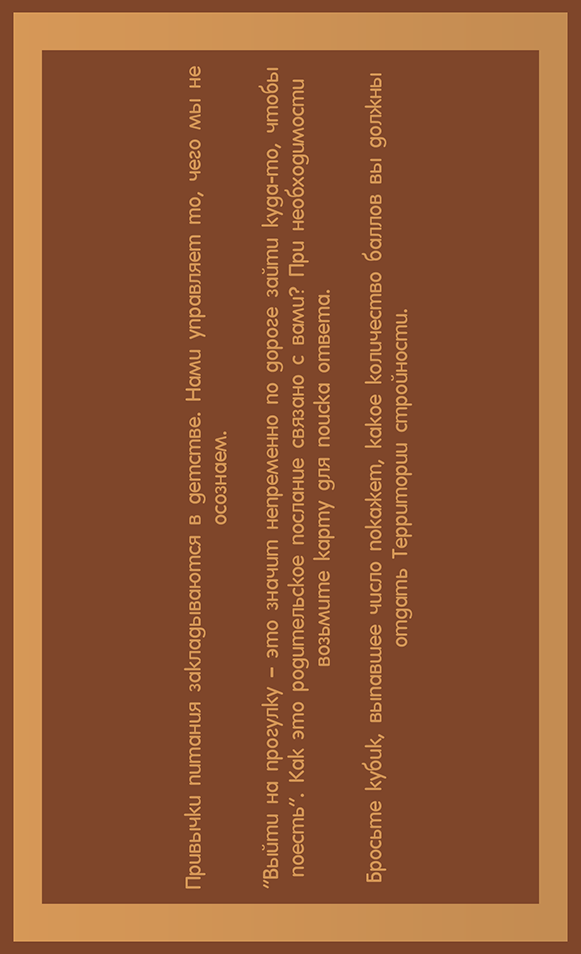 Привычки питания закладываются в детстве. Нами управляет то, чего мы не
осознаем.
“Выйти на прогулку – это значит непременно по дороге зайти куда-то, чтобы
поесть”. Как это родительское послание связано с вами? При необходимости
возьмите карту для поиска ответа.
Бросьте кубик, выпавшее число покажет, какое количество баллов вы должны
отдать Территории стройности.